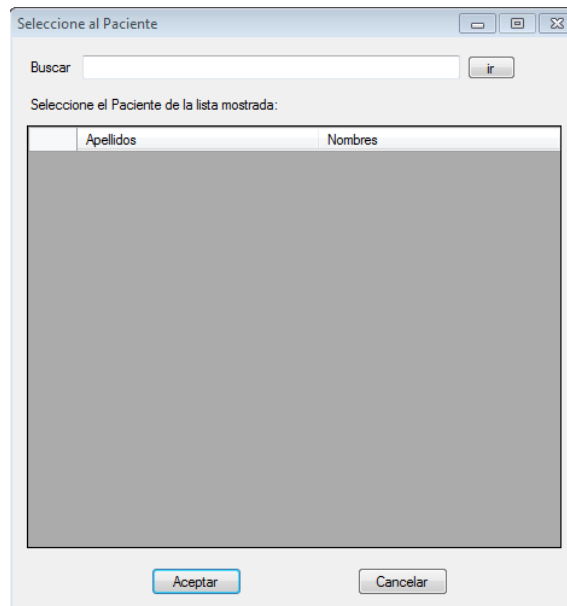 Seleccione al Paciente
Buscar ir
Seleccione el Paciente de la lista mostrada:
Apellidos Nombres
Aceptar Cancelar